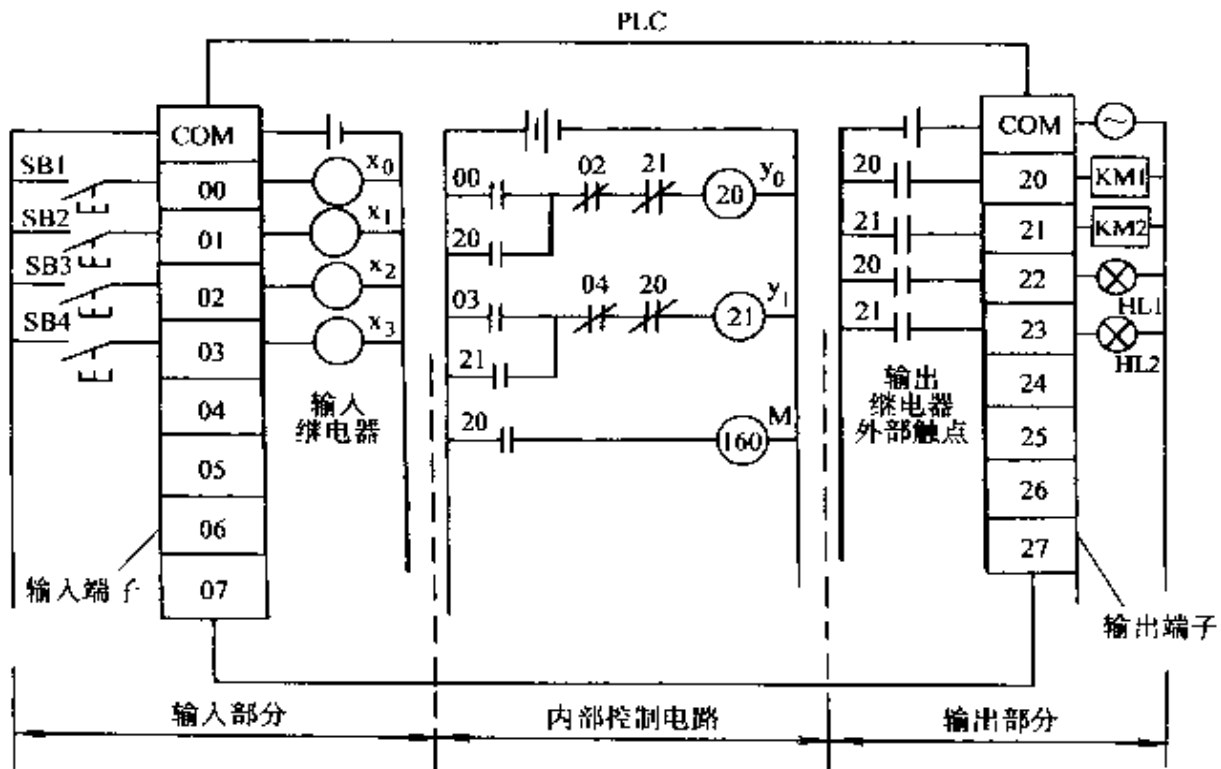 PLC
COM
SB1
00
x0
SB2
01
x1
SB3
02
x2
SB4
03
x3
04
05
06
07
输入
继电器
输入端子
00
02
21
20
y0
20
03
04
20
21
y1
21
20
160
M
20
21
20
21
输出
继电器
外部触点
COM
~
20
KM1
21
KM2
22
HL1
23
HL2
24
25
26
27
输出端子
输入部分
内部控制电路
输出部分